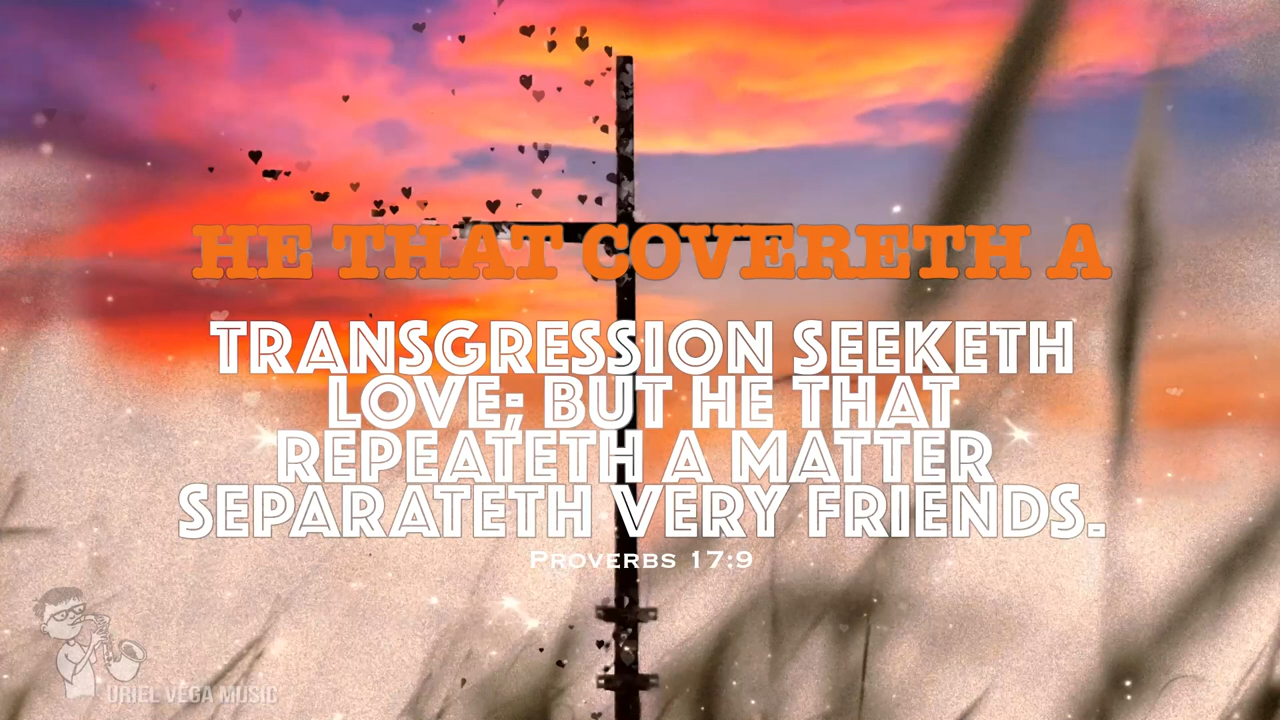 HE THAT COVERETH A
TRANSGRESSION SEEKETH
LOVE; BUT HE THAT
REPEATETH A MATTER
SEPARATETH VERY FRIENDS.
PROVERBS 17:9
URIEL VEGA MUSIC